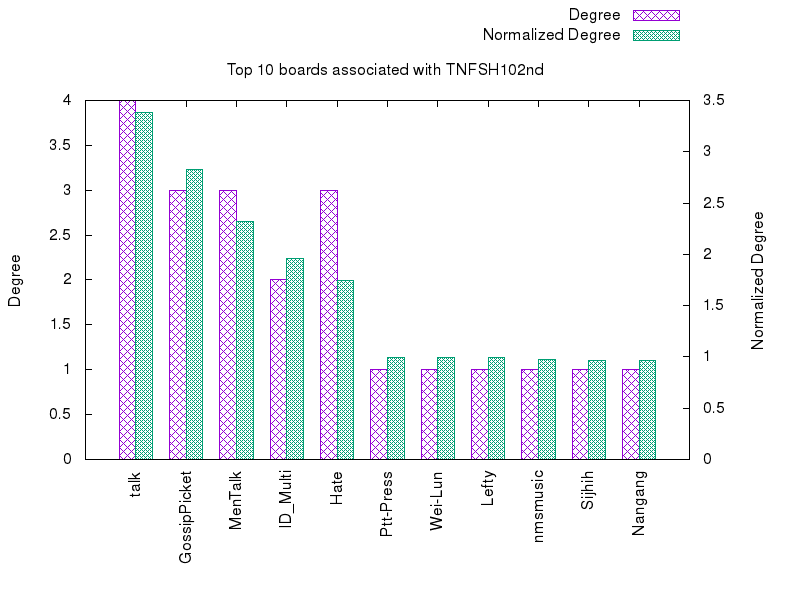 Degree
Normalized Degree
Top 10 boards associated with TNFSH102nd
4
3.5
3
2.5
2
1.5
1
0.5
0
3.5
3
2.5
2
1.5
1
0.5
0
Degree
Normalized Degree
talk
GossipPicket
MenTalk
ID_Multi
Hate
Ptt-Press
Wei-Lun
Lefty
nmsmusic
Sijhih
Nangang